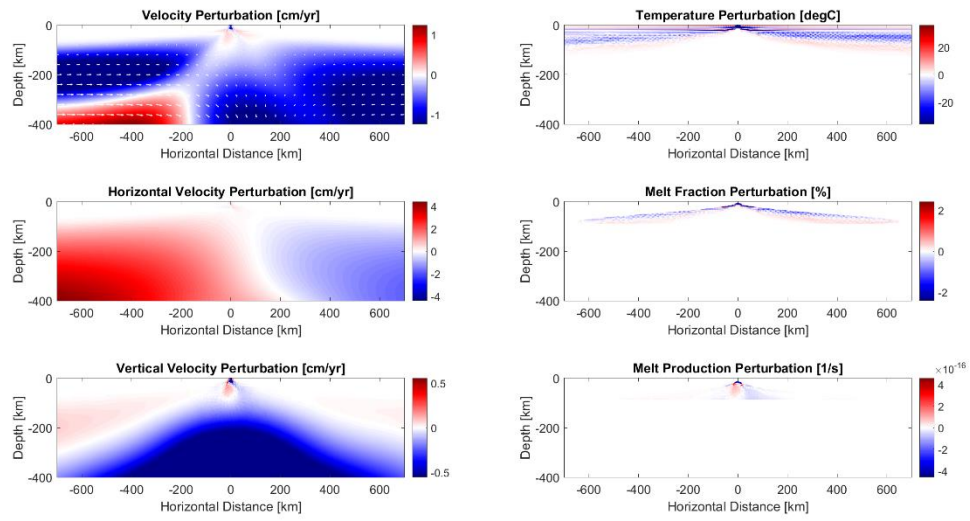 Velocity Perturbation [cm/yr]
0
-200
-400
Depth [km]
-600 -400 -200 0 200 400 600
Horizontal Distance [km]
1
0
-1
Temperature Perturbation [degC]
0
-200
-400
Depth [km]
-600 -400 -200 0 200 400 600
Horizontal Distance [km]
20
0
-20
Horizontal Velocity Perturbation [cm/yr]
0
-200
-400
Depth [km]
-600 -400 -200 0 200 400 600
Horizontal Distance [km]
4
2
0
-2
-4
Melt Fraction Perturbation [%]
0
-200
-400
Depth [km]
-600 -400 -200 0 200 400 600
Horizontal Distance [km]
2
0
-2
Vertical Velocity Perturbation [cm/yr]
0
-200
-400
Depth [km]
-600 -400 -200 0 200 400 600
Horizontal Distance [km]
0.5
0
-0.5
Melt Production Perturbation [1/s]
0
-200
-400
Depth [km]
-600 -400 -200 0 200 400 600
Horizontal Distance [km]
×10⁻¹⁶
4
2
0
-2
-4